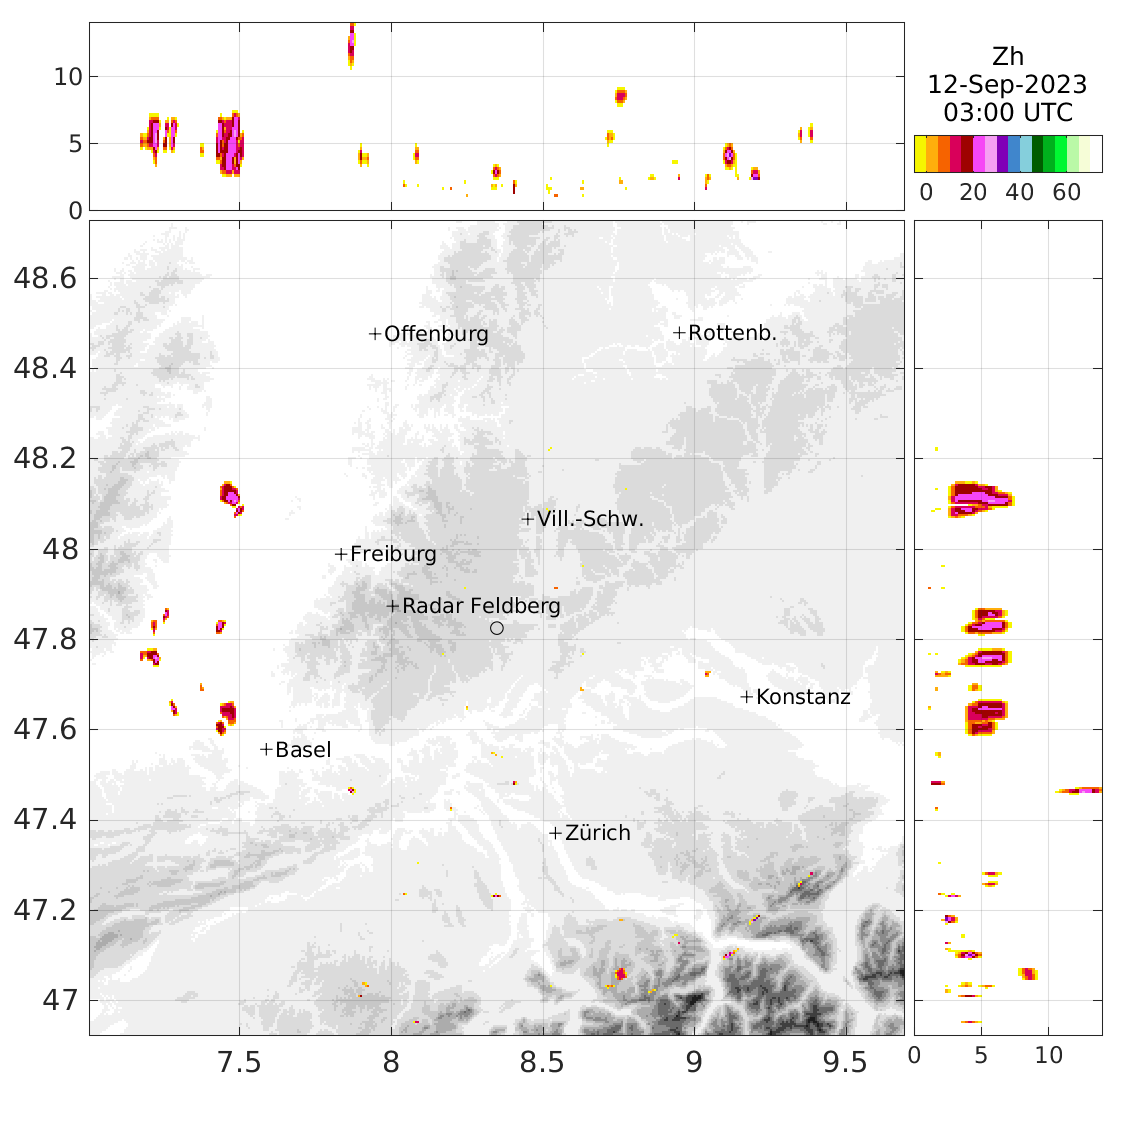 Zh
12-Sep-2023
03:00 UTC
10
5
0
0 20 40 60
48.6
48.4
48.2
48
47.8
47.6
47.4
47.2
47
Offenburg
Rottenb.
Vill.-Schw.
Freiburg
Radar Feldberg
Konstanz
Basel
Zürich
7.5 8 8.5 9 9.5
0 5 10